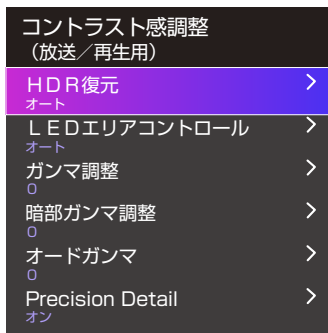 コントラスト感調整
（放送／再生用）
ＨＤＲ復元
オート
ＬＥＤエリアコントロール
オート
ガンマ調整
0
暗部ガンマ調整
0
オードガンマ
0
Precision Detail
オン